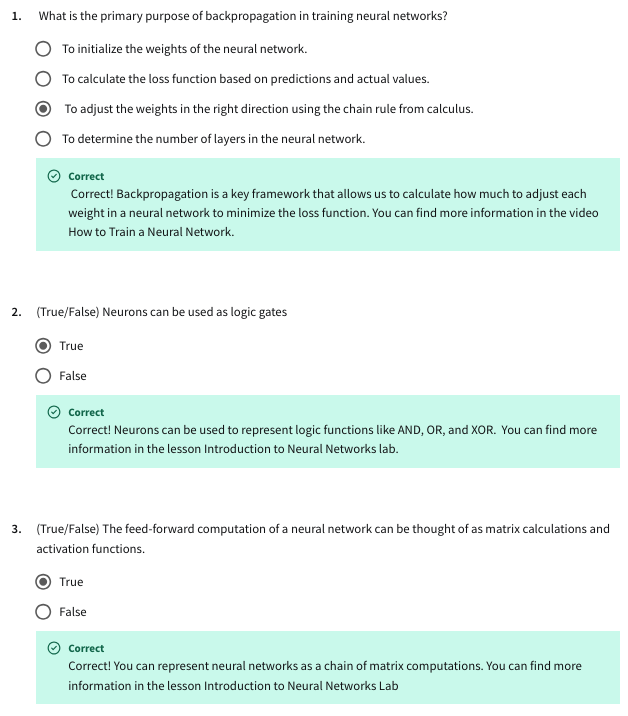 1. What is the primary purpose of backpropagation in training neural networks?
To initialize the weights of the neural network.
To calculate the loss function based on predictions and actual values.
To adjust the weights in the right direction using the chain rule from calculus.
To determine the number of layers in the neural network.
Correct
Correct! Backpropagation is a key framework that allows us to calculate how much to adjust each
weight in a neural network to minimize the loss function. You can find more information in the video
How to Train a Neural Network.
2. (True/False) Neurons can be used as logic gates
True
False
Correct
Correct! Neurons can be used to represent logic functions like AND, OR, and XOR. You can find more
information in the lesson Introduction to Neural Networks lab.
3. (True/False) The feed-forward computation of a neural network can be thought of as matrix calculations and
activation functions.
True
False
Correct
Correct! You can represent neural networks as a chain of matrix computations. You can find more
information in the lesson Introduction to Neural Networks Lab